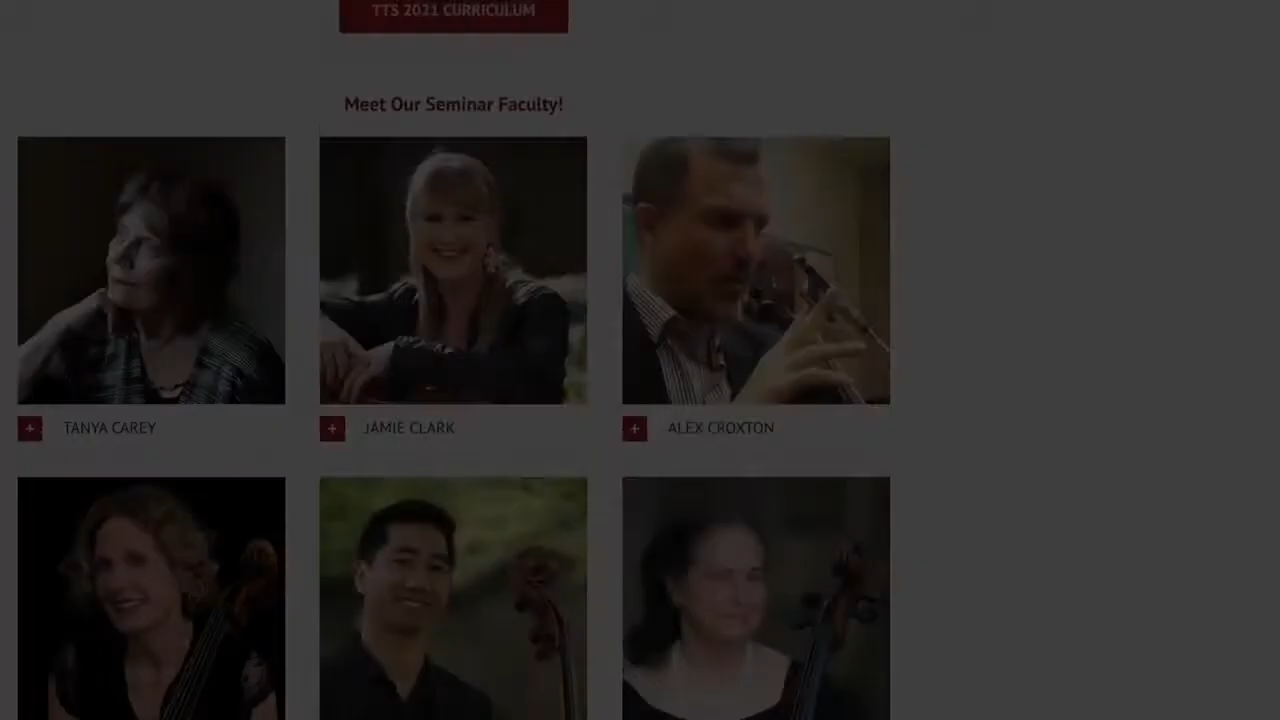 TTS 2021 CURRICULUM
Meet Our Seminar Faculty!
+ TANYA CAREY
+ JAMIE CLARK
+ ALEX CROXTON